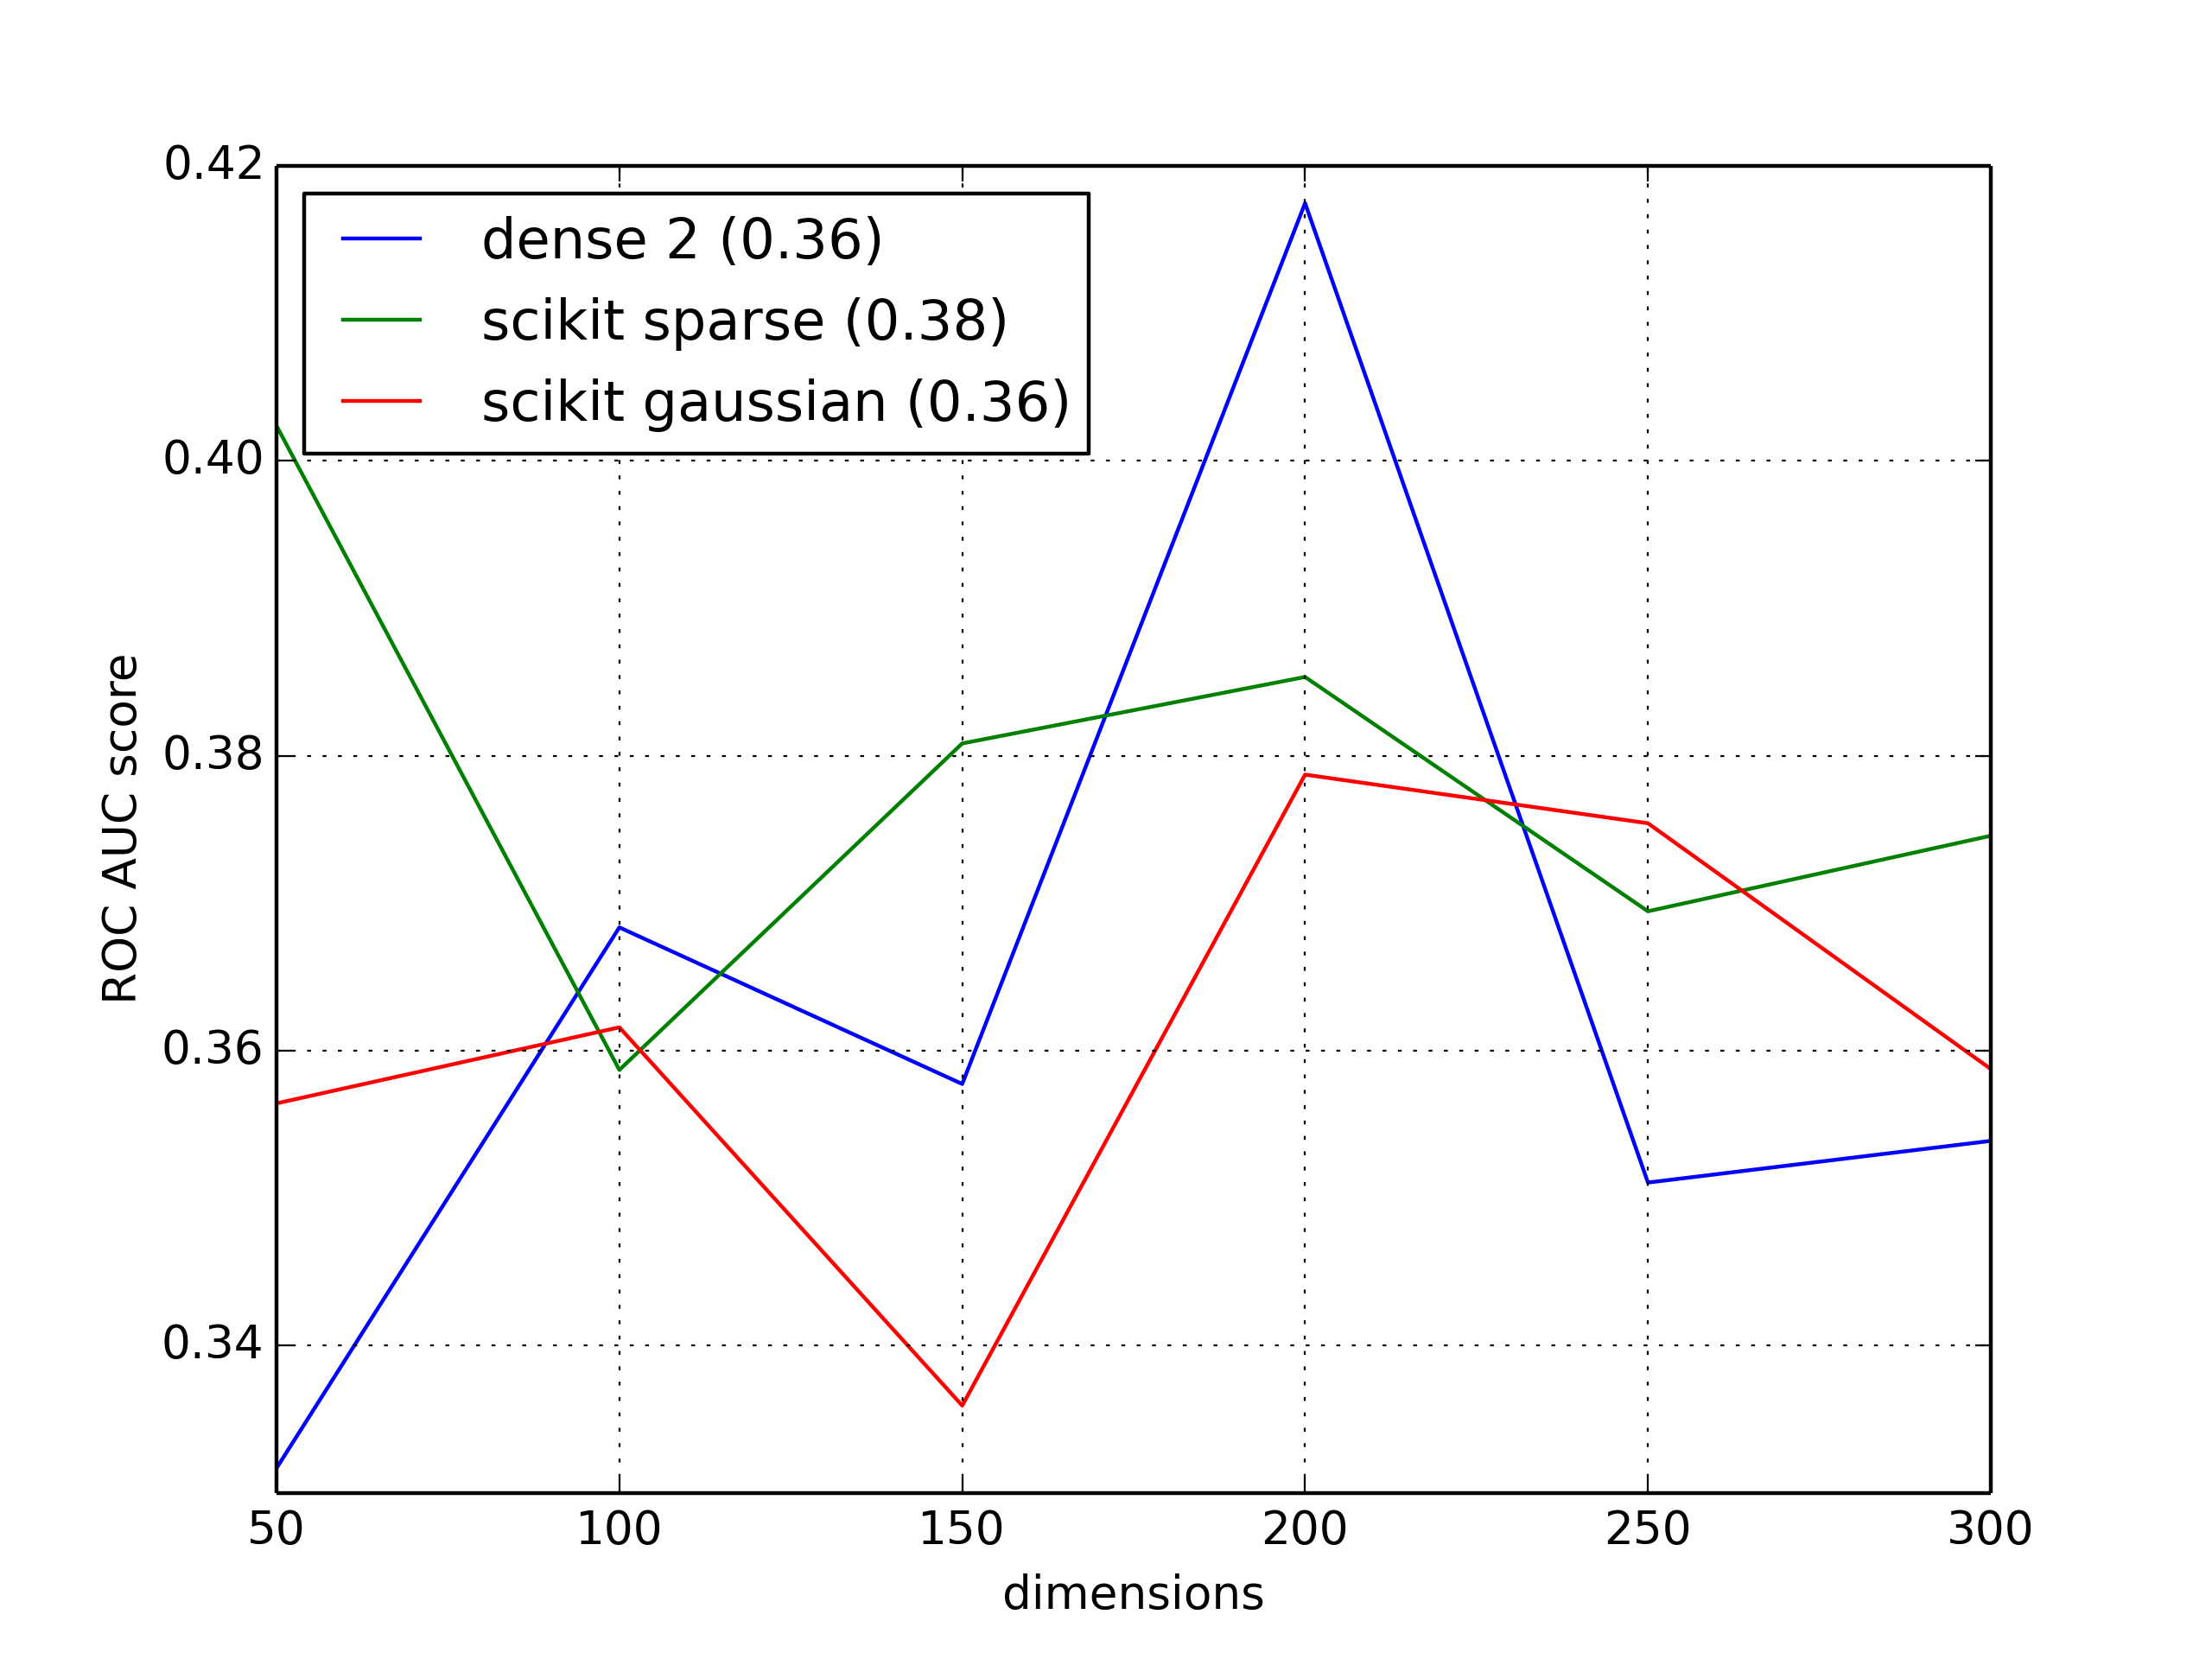 0.42
dense 2 (0.36)
scikit sparse (0.38)
scikit gaussian (0.36)
0.40
0.38
ROC AUC score
0.36
0.34
50 100 150 200 250 300
dimensions